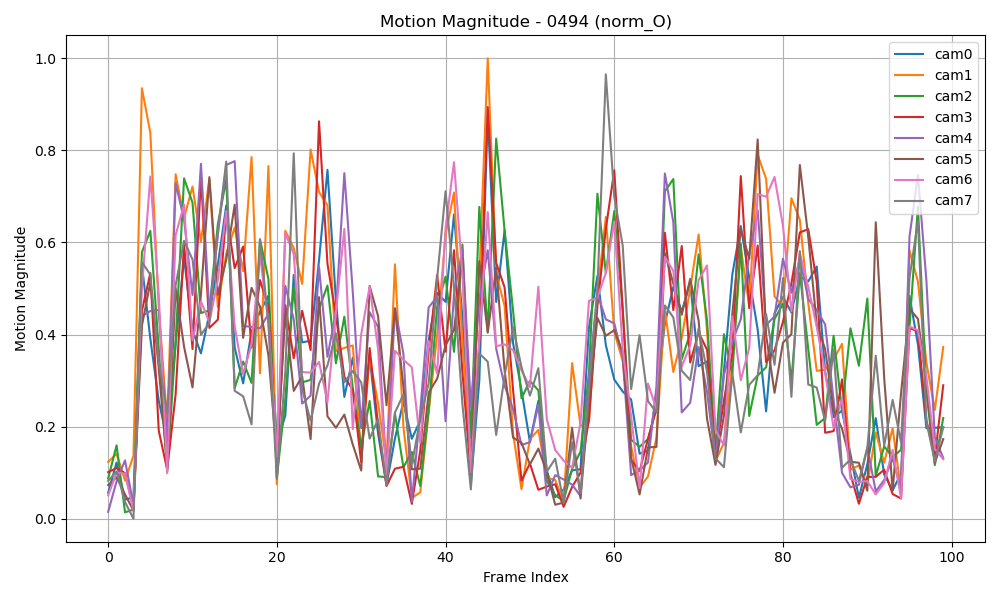 Motion Magnitude - 0494 (norm_O)
1.0
0.8
0.6
0.4
0.2
0.0
Motion Magnitude
0
20
40
60
80
100
Frame Index
cam0
cam1
cam2
cam3
cam4
cam5
cam6
cam7